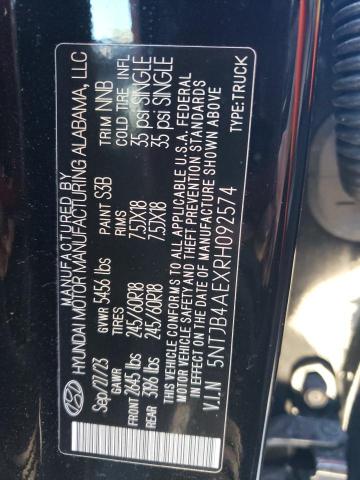 HYUNDAI
MANUFACTURED BY
HYUNDAI MOTOR MANUFACTURING ALABAMA, LLC
Sep/27/23 GVWR 5456 lbs PAINT S3B TRIM NNB
GAWR TIRES RIMS COLD TIRE INFL
FRONT 2645 lbs 245/60R18 7.5JX18 35 psi SINGLE
REAR 3126 lbs 245/60R18 7.5JX18 35 psi SINGLE
THIS VEHICLE CONFORMS TO ALL APPLICABLE U.S.A. FEDERAL
MOTOR VEHICLE SAFETY AND THEFT PREVENTION STANDARDS
IN EFFECT ON THE DATE OF MANUFACTURE SHOWN ABOVE
V.I.N 5NTJB4AEXRH092574 TYPE:TRUCK